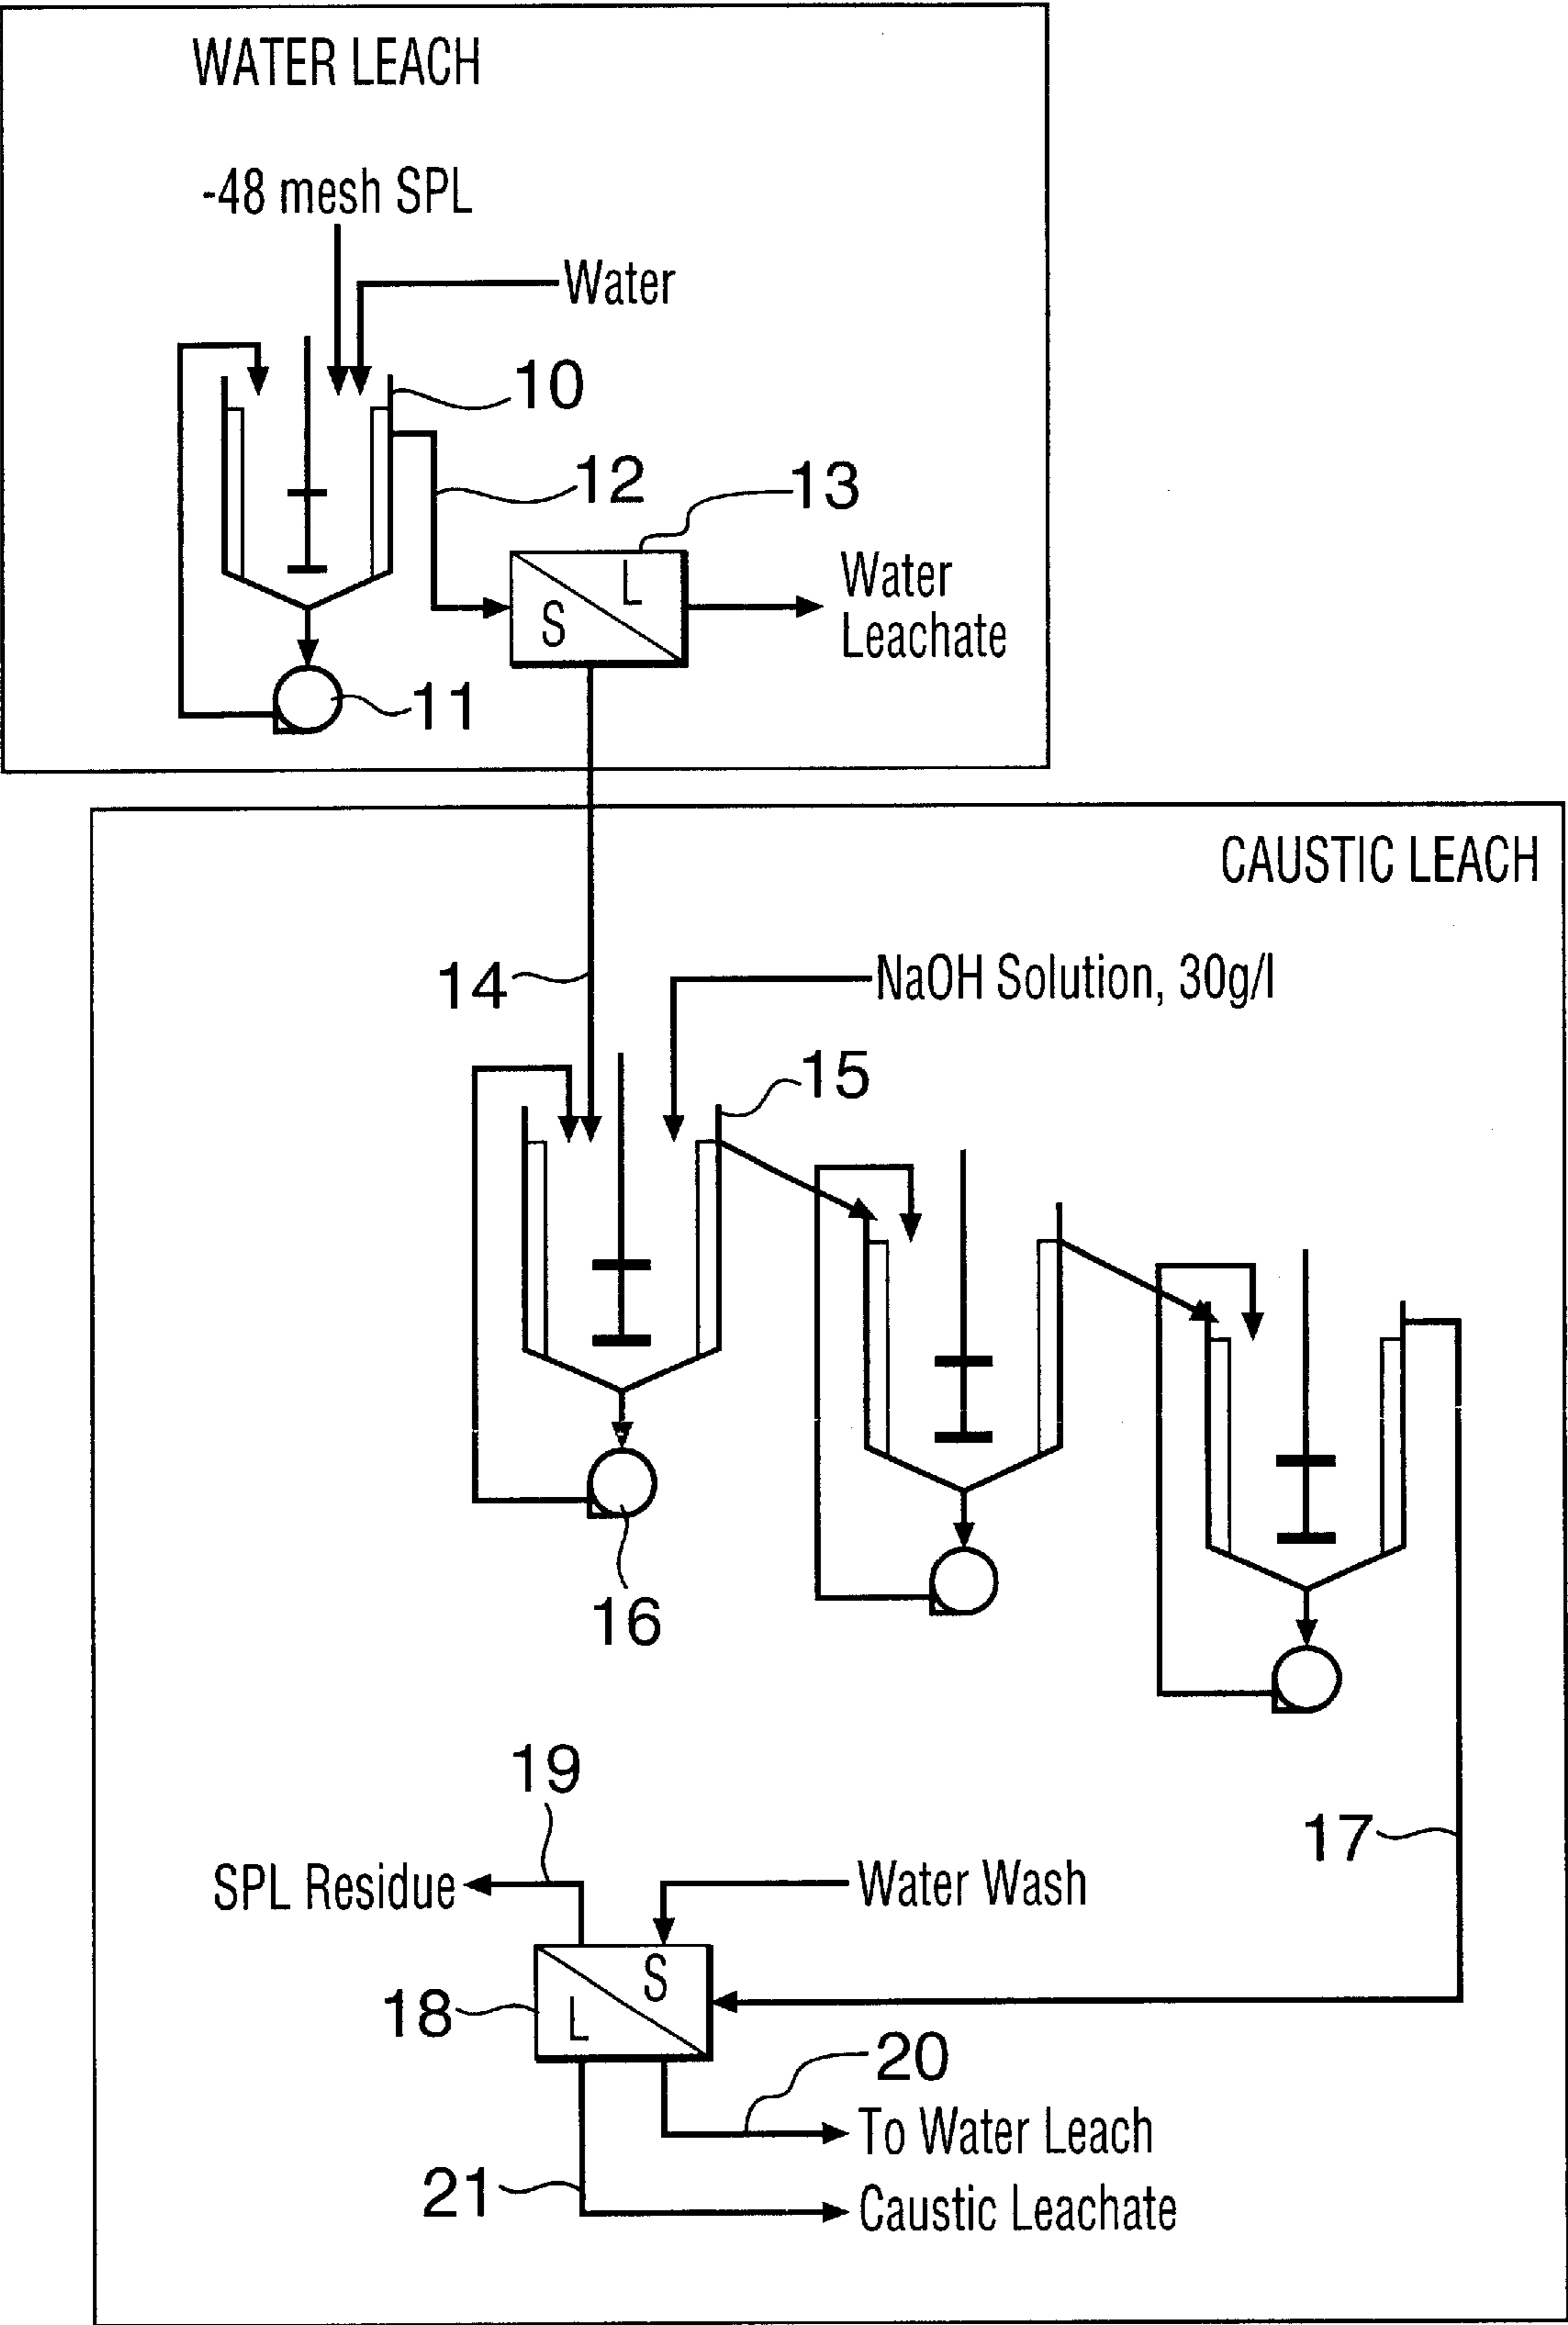 WATER LEACH
-48 mesh SPL
Water
10
12
13
L
S
Water
Leachate
11
CAUSTIC LEACH
14
NaOH Solution, 30g/l
15
16
19
17
SPL Residue
Water Wash
S
18
L
20
To Water Leach
21
Caustic Leachate